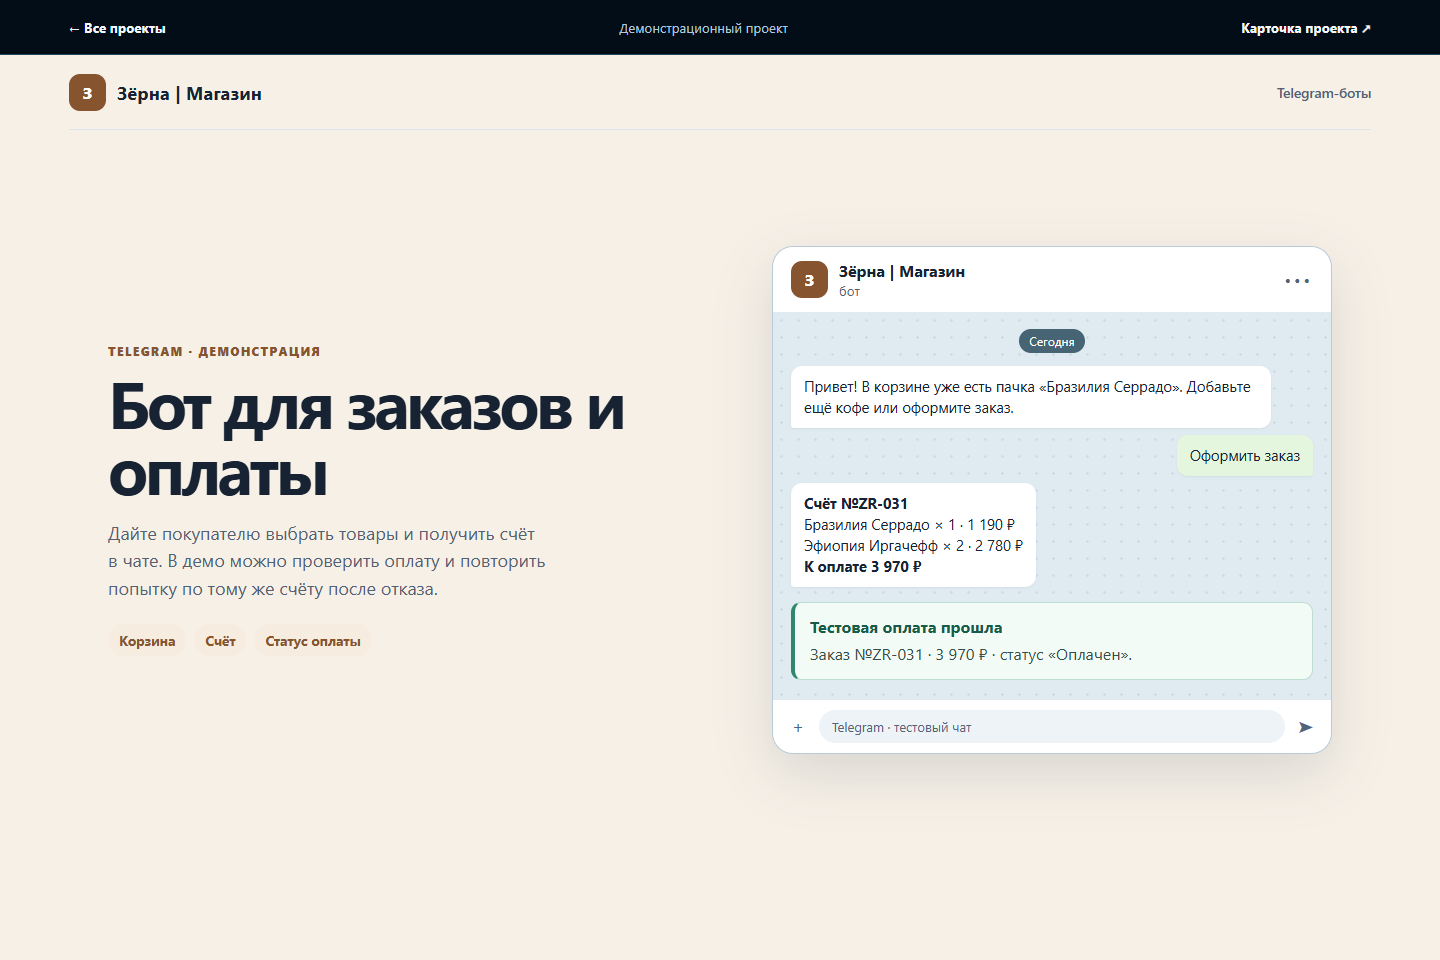 ← Все проекты
Демонстрационный проект
Карточка проекта ↗
З
Зёрна | Магазин
Telegram-боты
TELEGRAM · ДЕМОНСТРАЦИЯ
Бот для заказов и
оплаты
Дайте покупателю выбрать товары и получить счёт
в чате. В демо можно проверить оплату и повторить
попытку по тому же счёту после отказа.
Корзина
Счёт
Статус оплаты
З
Зёрна | Магазин
бот
Сегодня
Привет! В корзине уже есть пачка «Бразилия Серрадо». Добавьте
ещё кофе или оформите заказ.
Оформить заказ
Счёт №ZR-031
Бразилия Серрадо × 1 · 1 190 ₽
Эфиопия Иргачефф × 2 · 2 780 ₽
К оплате 3 970 ₽
Тестовая оплата прошла
Заказ №ZR-031 · 3 970 ₽ · статус «Оплачен».
+
Telegram · тестовый чат